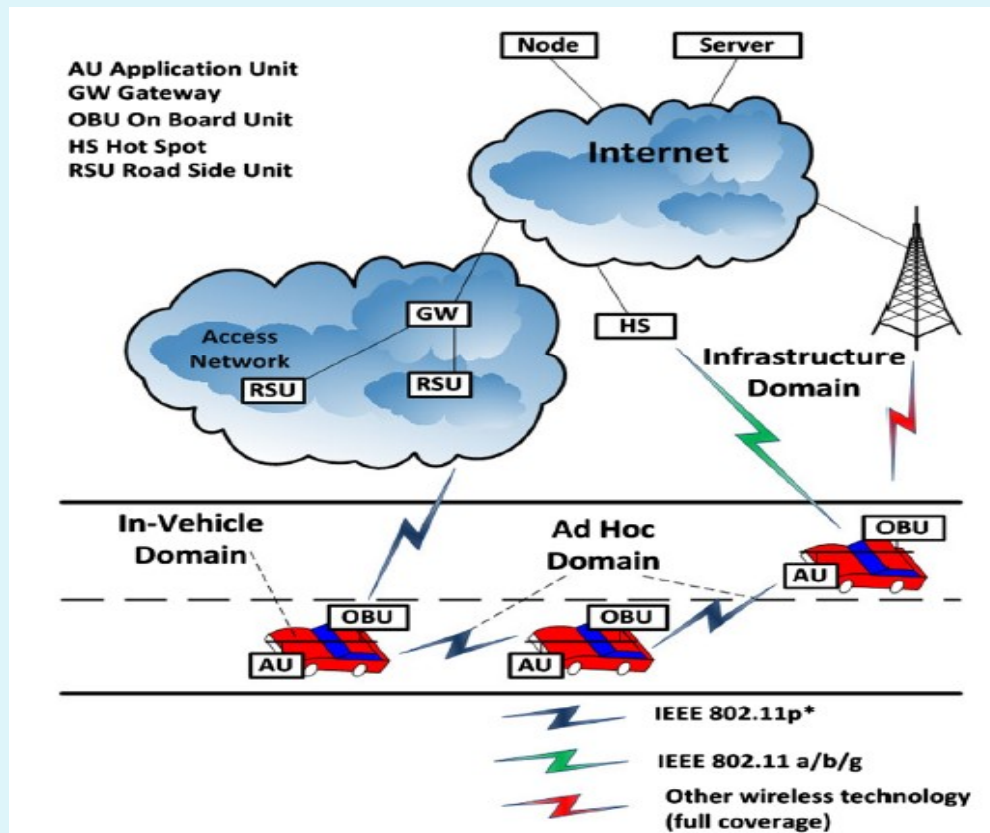 Node
Server
AU Application Unit
GW Gateway
OBU On Board Unit
HS Hot Spot
RSU Road Side Unit
Internet
GW
Access
Network
RSU
RSU
HS
Infrastructure
Domain
In-Vehicle
Domain
Ad Hoc
Domain
OBU
AU
OBU
AU
OBU
AU
IEEE 802.11p*
IEEE 802.11 a/b/g
Other wireless technology
(full coverage)